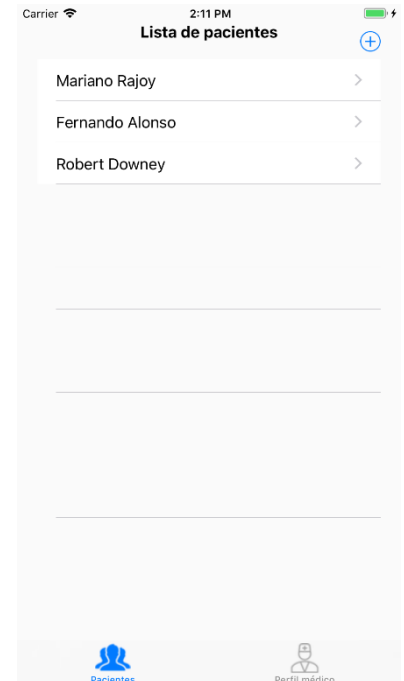 Carrier 2:11 PM
Lista de pacientes
Mariano Rajoy
Fernando Alonso
Robert Downey
Pacientes Perfil médico